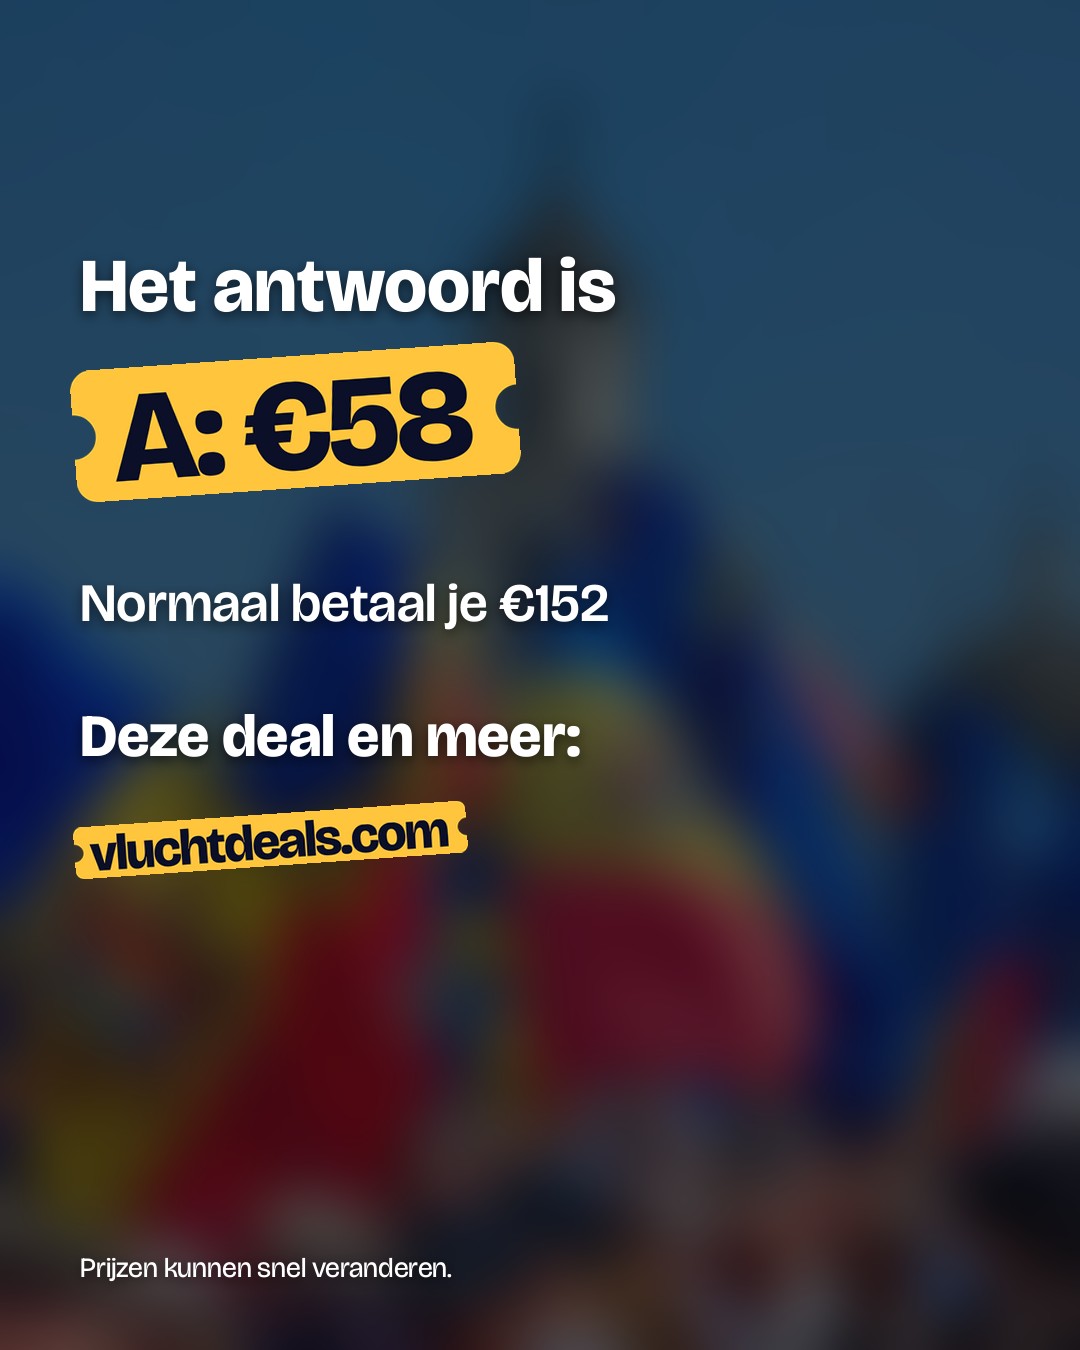 Het antwoord is
A: €58
Normaal betaal je €152
Deze deal en meer:
vluchtdeals.com
Prijzen kunnen snel veranderen.